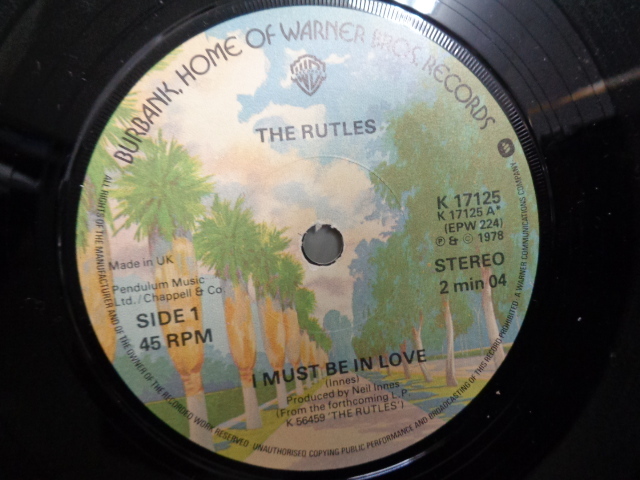 BURBANK, HOME OF WARNER BROS. RECORDS
THE RUTLES
K 17125
K 17125 A*
(EPW 224)
℗ & © 1978
STEREO
2 min 04
Made in UK
Pendulum Music
Ltd./Chappell & Co.
SIDE 1
45 RPM
I MUST BE IN LOVE
(Innes)
Produced by Neil Innes
(From the forthcoming L.P.
K 56459 'THE RUTLES')
ALL RIGHTS OF THE MANUFACTURER AND OF THE OWNER OF THE RECORDED WORK RESERVED · UNAUTHORISED COPYING PUBLIC PERFORMANCE AND BROADCASTING OF THIS RECORD PROHIBITED. A WARNER COMMUNICATIONS COMPANY